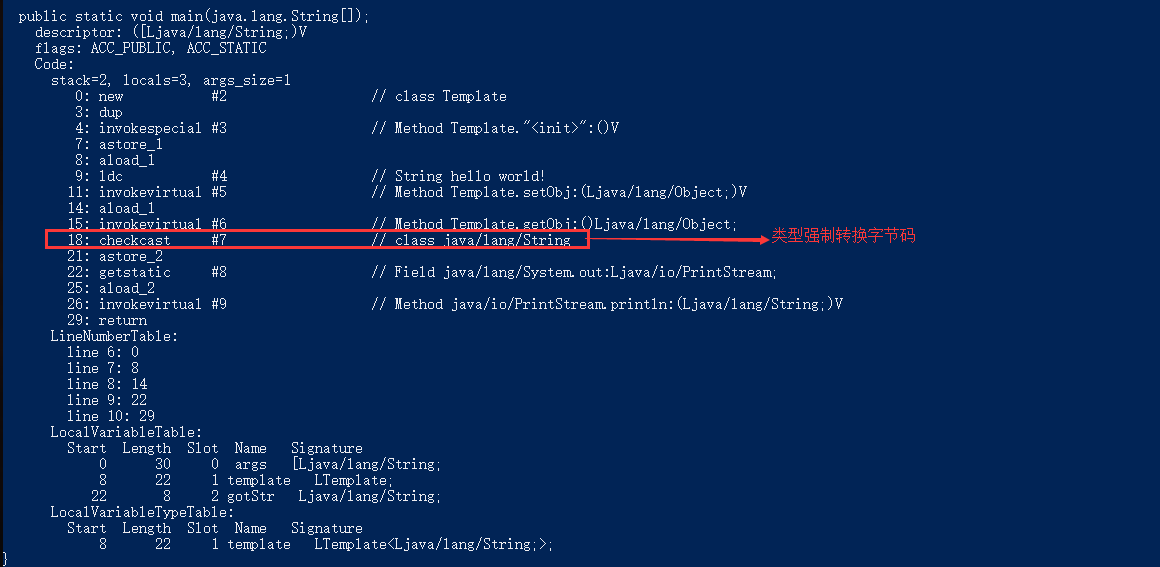 public static void main(java.lang.String[]);
descriptor: ([Ljava/lang/String;)V
flags: ACC_PUBLIC, ACC_STATIC
Code:
stack=2, locals=3, args_size=1
0: new #2 // class Template
3: dup
4: invokespecial #3 // Method Template."<init>":()V
7: astore_1
8: aload_1
9: ldc #4 // String hello world!
11: invokevirtual #5 // Method Template.setObj:(Ljava/lang/Object;)V
14: aload_1
15: invokevirtual #6 // Method Template.getObj:()Ljava/lang/Object;
18: checkcast #7 // class java/lang/String 类型强制转换字节码
21: astore_2
22: getstatic #8 // Field java/lang/System.out:Ljava/io/PrintStream;
25: aload_2
26: invokevirtual #9 // Method java/io/PrintStream.println:(Ljava/lang/String;)V
29: return
LineNumberTable:
line 6: 0
line 7: 8
line 8: 14
line 9: 22
line 10: 29
LocalVariableTable:
Start Length Slot Name Signature
0 30 0 args [Ljava/lang/String;
8 22 1 template LTemplate;
22 8 2 gotStr Ljava/lang/String;
LocalVariableTypeTable:
Start Length Slot Name Signature
8 22 1 template LTemplate<Ljava/lang/String;>;
}